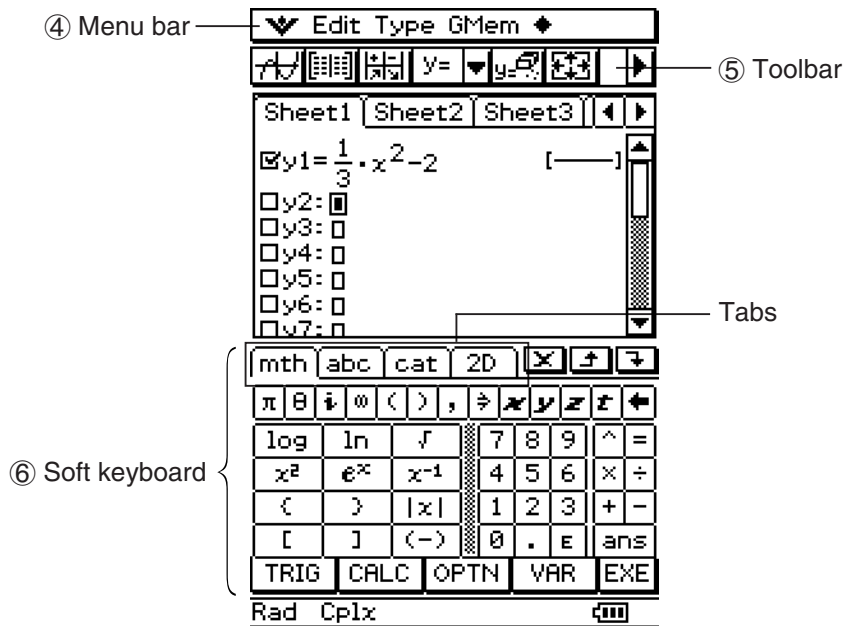 ④ Menu bar
Edit Type GMem ◆
y=
y=
⑤ Toolbar
Sheet1 Sheet2 Sheet3
☑y1=1/3·x²-2 [——]
□y2:
□y3:
□y4:
□y5:
□y6:
□y7:
Tabs
mth abc cat 2D
π θ i ∞ ( ) , ⇒ x y z t ←
⑥ Soft keyboard
log ln √ 7 8 9 ^ =
x² eˣ x⁻¹ 4 5 6 × ÷
( ) |x| 1 2 3 + −
[ ] (−) 0 . E ans
TRIG CALC OPTN VAR EXE
Rad Cplx